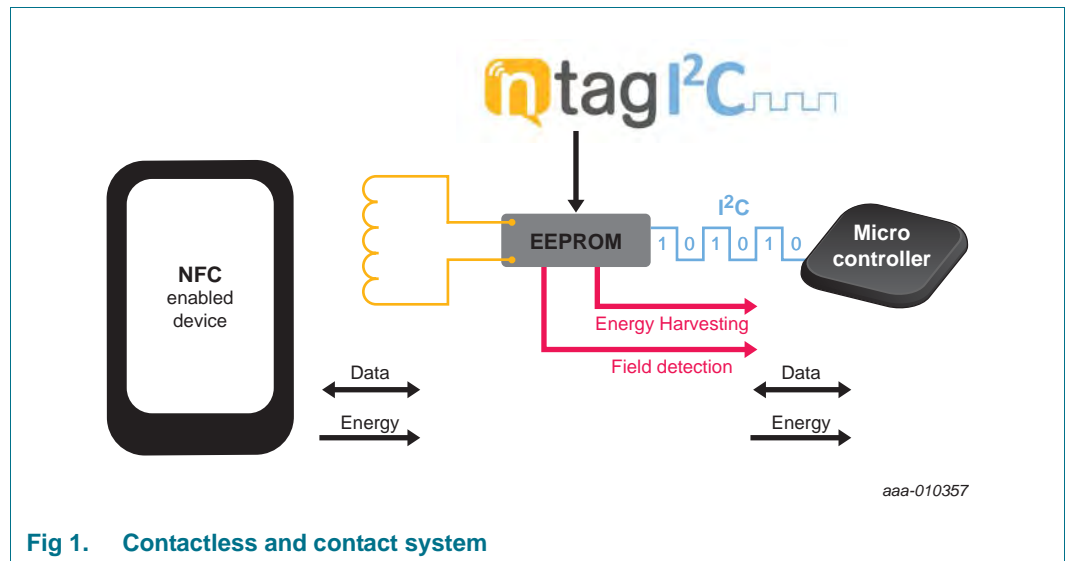 ntag I²C
I²C
EEPROM
1 0 1 0 1 0
Micro
controller
NFC
enabled
device
Energy Harvesting
Field detection
Data
Data
Energy
Energy
aaa-010357
Fig 1. Contactless and contact system